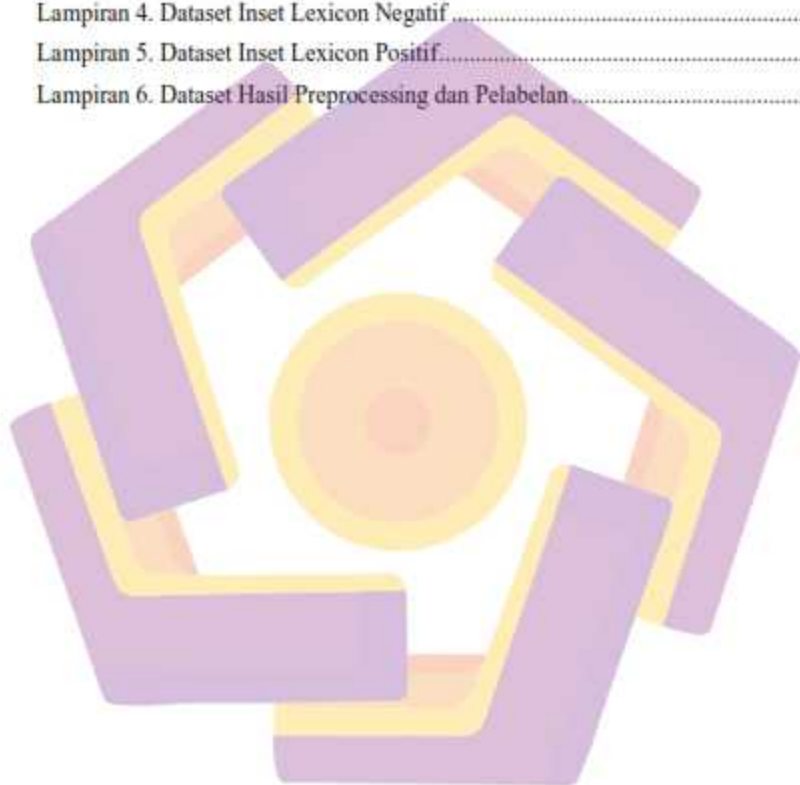 Lampiran 4. Dataset Inset Lexicon Negatif ..........................................................
Lampiran 5. Dataset Inset Lexicon Positif............................................................
Lampiran 6. Dataset Hasil Preprocessing dan Pelabelan......................................